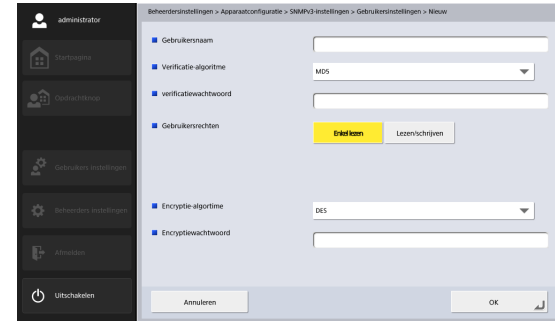 administrator
Startpagina
Opdrachtknop
Gebruikers instellingen
Beheerders instellingen
Afmelden
Uitschakelen
Beheerdersinstellingen > Apparaatconfiguratie > SNMPv3-instellingen > Gebruikersinstellingen > Nieuw
Gebruikersnaam
Verificatie-algoritme
MD5
verificatiewachtwoord
Gebruikersrechten
Enkel lezen
Lezen/schrijven
Encryptie-algortime
DES
Encryptiewachtwoord
Annuleren
OK